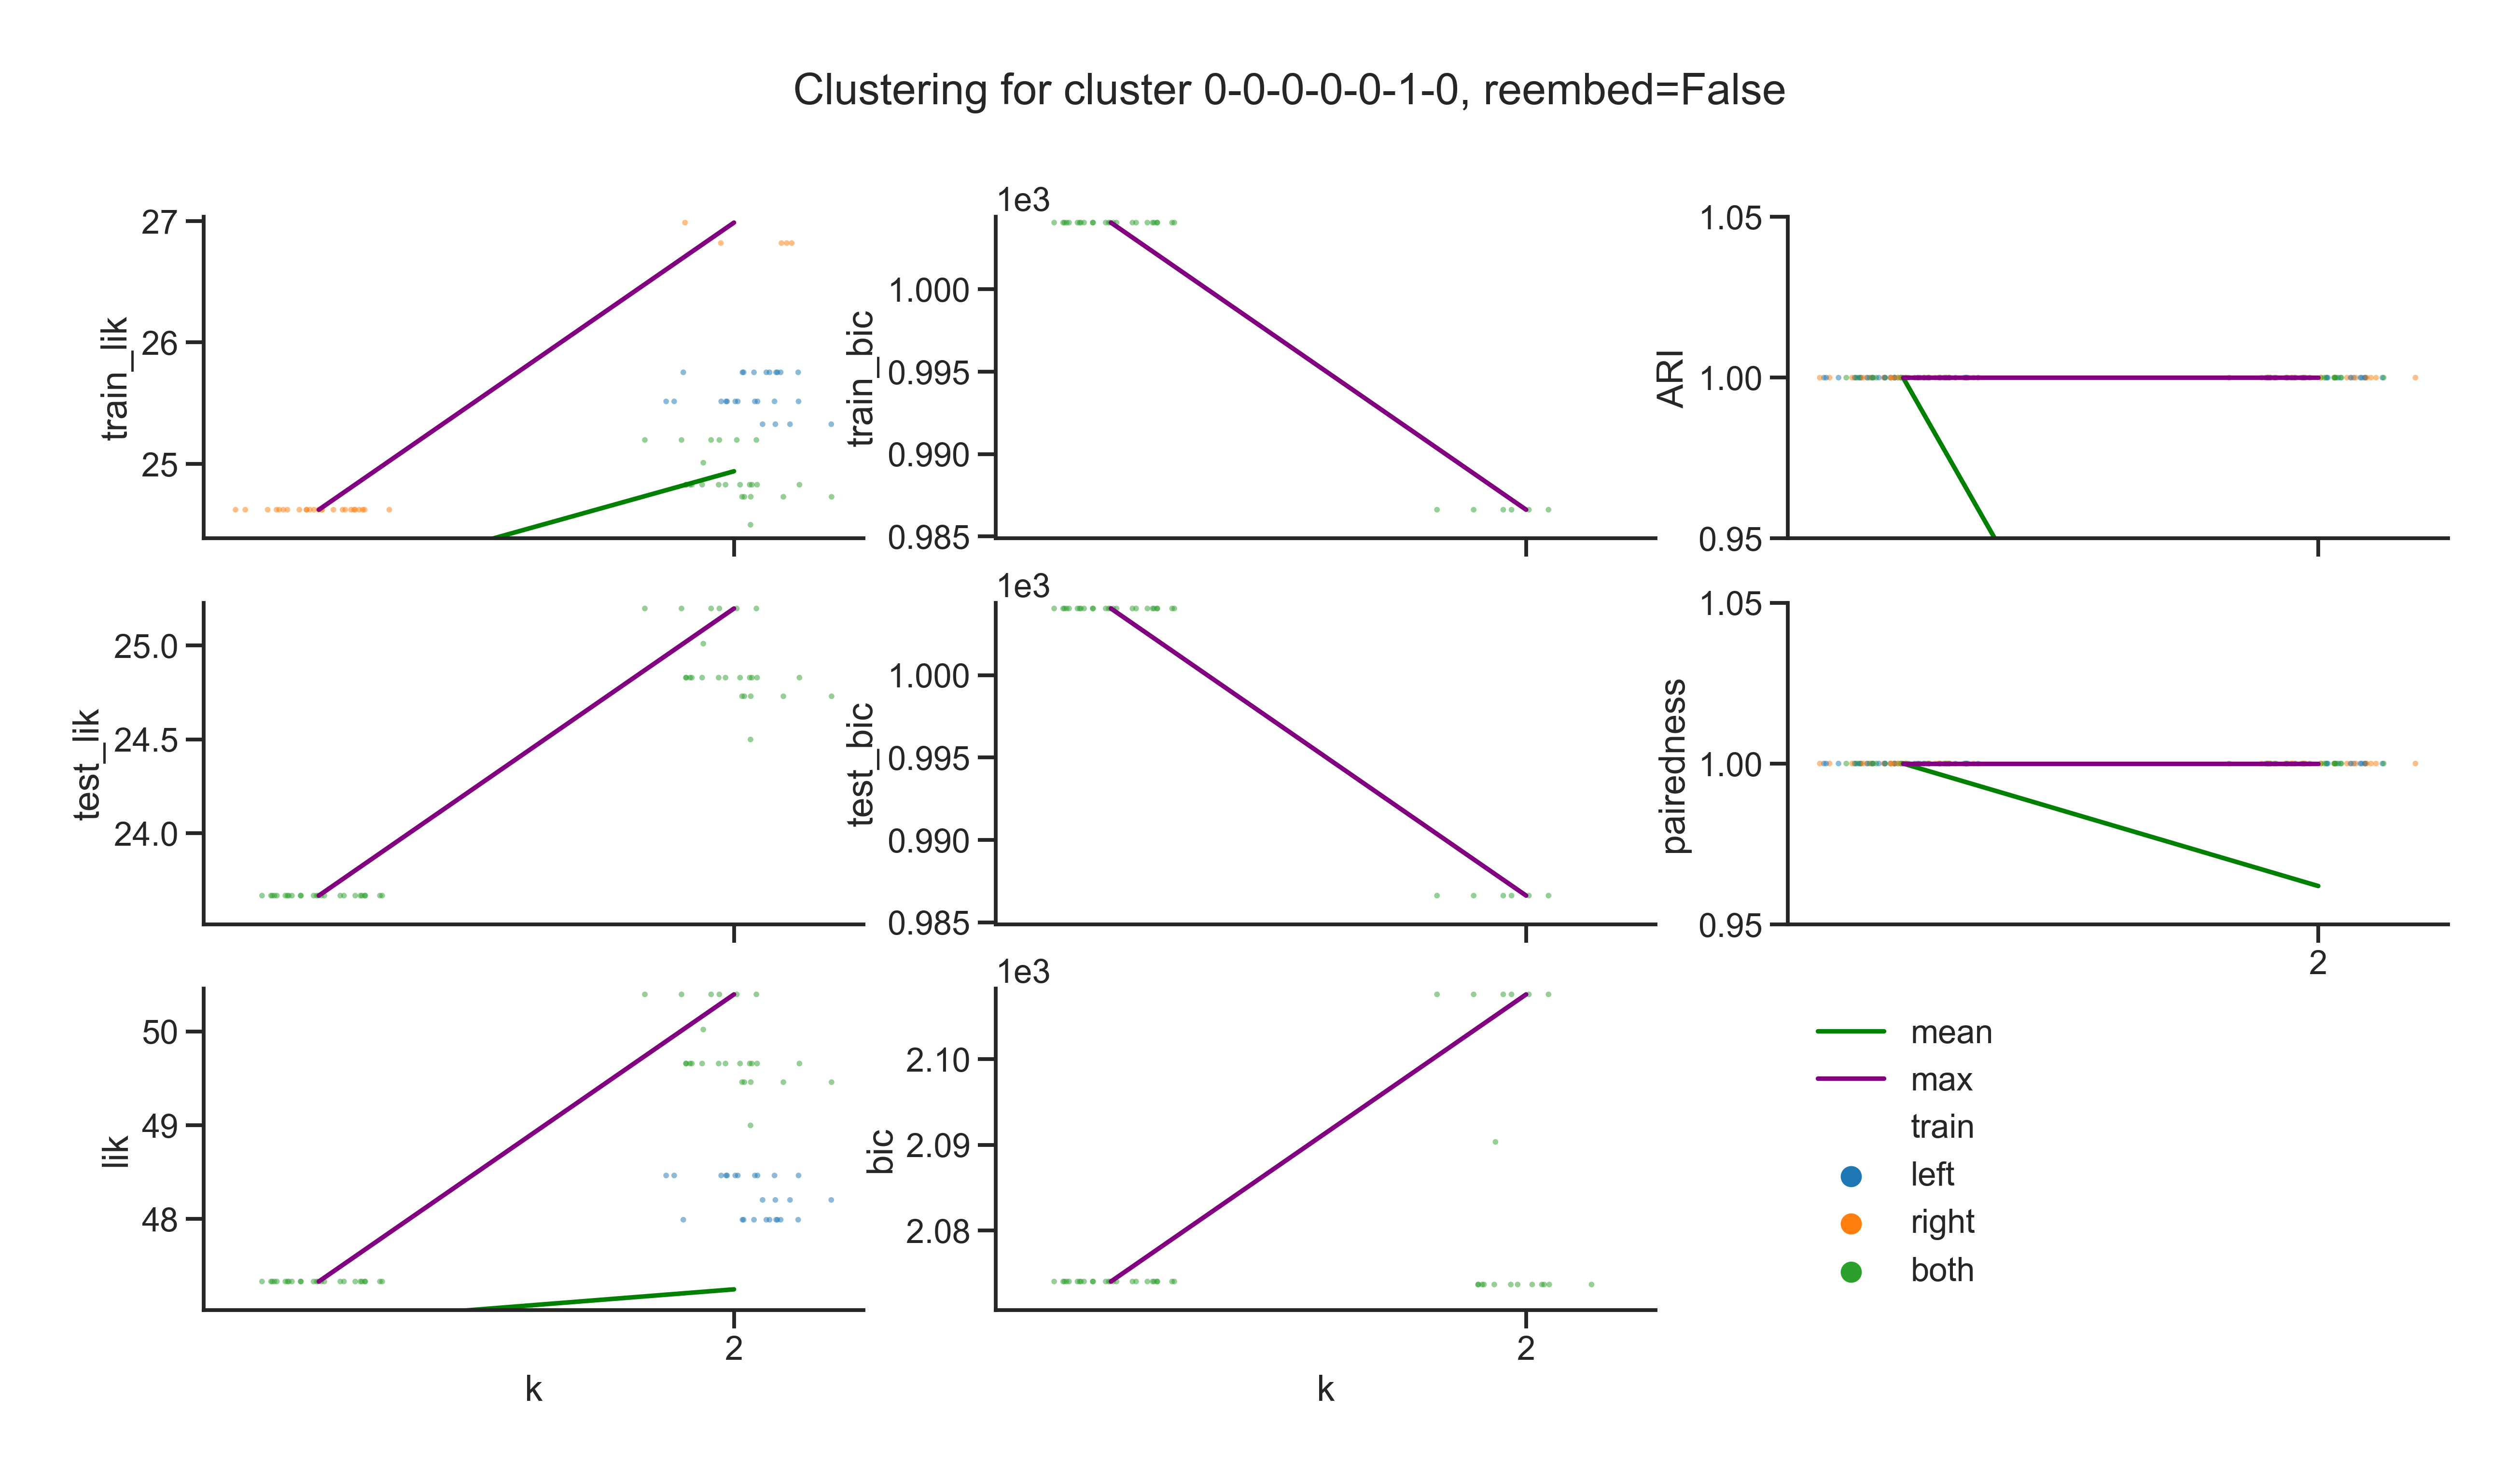 Clustering for cluster 0-0-0-0-0-1-0, reembed=False
27
26
25
train_lik
1e3
1.000
0.995
0.990
0.985
train_bic
1.05
1.00
0.95
ARI
25.0
24.5
24.0
test_lik
1e3
1.000
0.995
0.990
0.985
test_bic
1.05
1.00
0.95
pairedness
2
50
49
48
lik
2
k
1e3
2.10
2.09
2.08
bic
2
k
mean
max
train
left
right
both